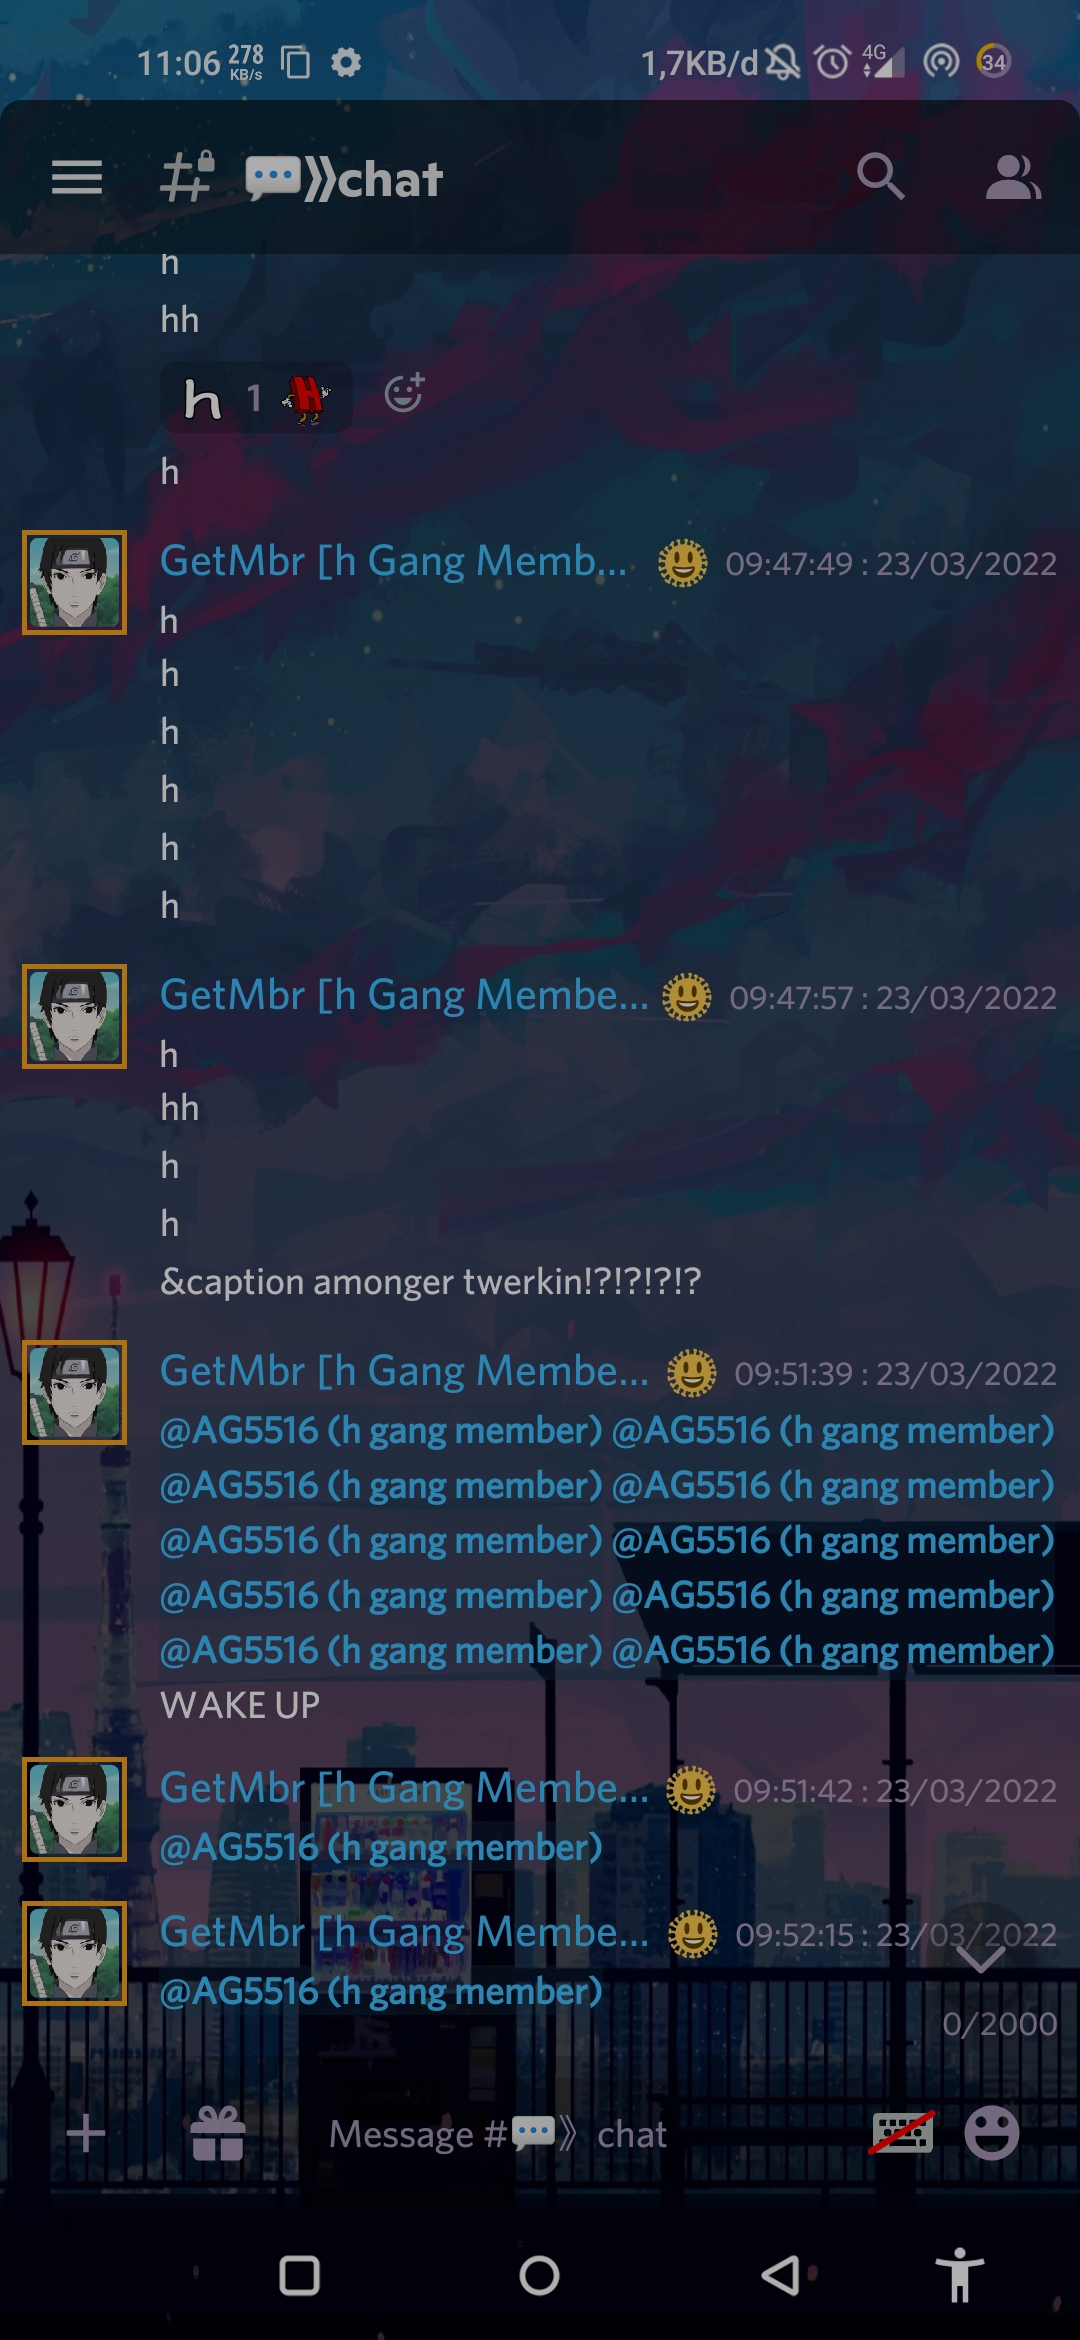 11:06 278 KB/s 1,7KB/d 4G 34
💬⟫chat
h
hh
h 1 H
h
GetMbr [h Gang Memb... 09:47:49 : 23/03/2022
h
h
h
h
h
h
GetMbr [h Gang Membe... 09:47:57 : 23/03/2022
h
hh
h
h
&caption amonger twerkin!?!?!?!?
GetMbr [h Gang Membe... 09:51:39 : 23/03/2022
@AG5516 (h gang member) @AG5516 (h gang member)
@AG5516 (h gang member) @AG5516 (h gang member)
@AG5516 (h gang member) @AG5516 (h gang member)
@AG5516 (h gang member) @AG5516 (h gang member)
@AG5516 (h gang member) @AG5516 (h gang member)
WAKE UP
GetMbr [h Gang Membe... 09:51:42 : 23/03/2022
@AG5516 (h gang member)
GetMbr [h Gang Membe... 09:52:15 : 23/03/2022
@AG5516 (h gang member)
0/2000
Message #💬⟫ chat